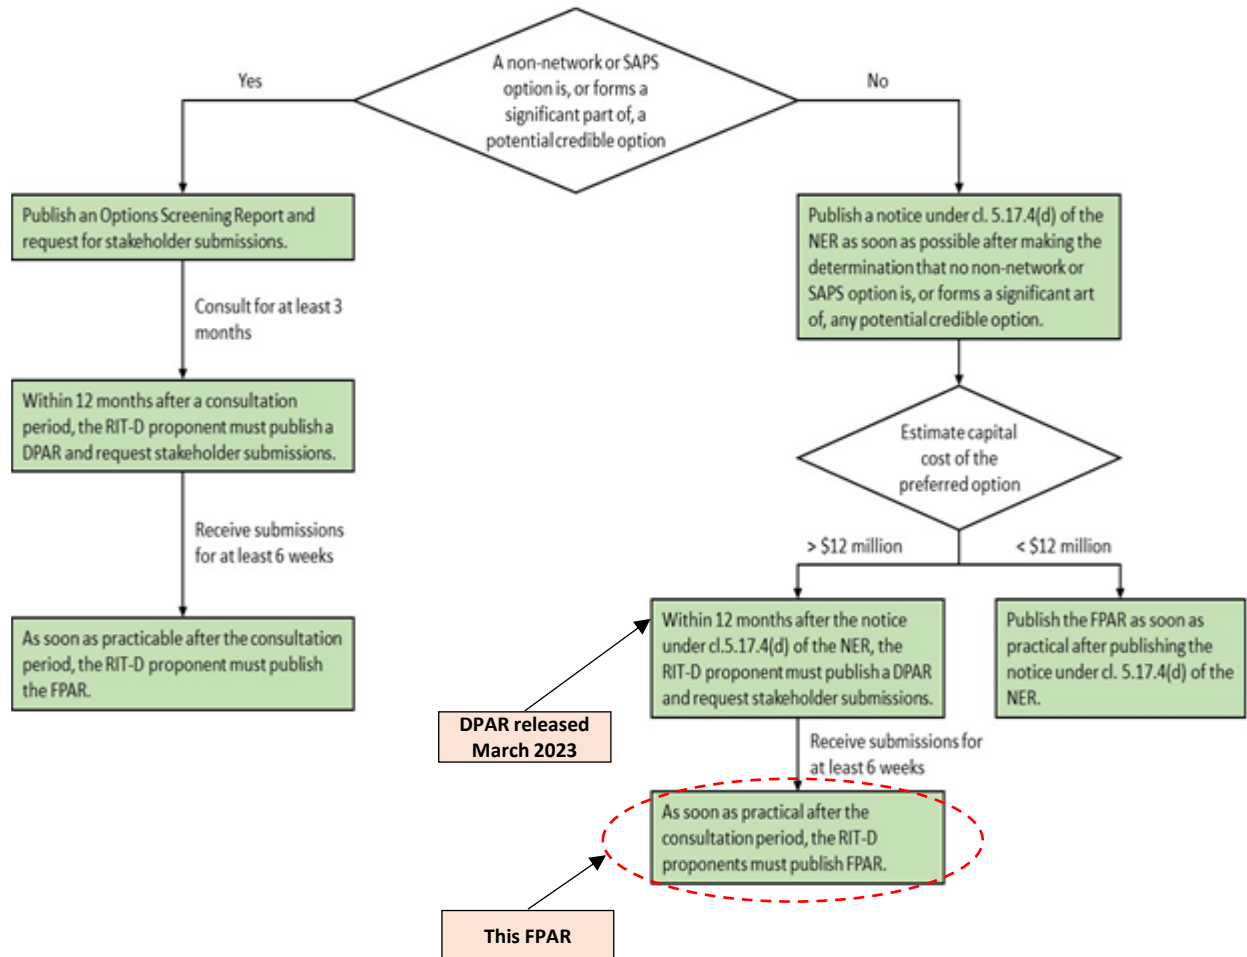 A non-network or SAPS
option is, or forms a
significant part of, a
potential credible option
Yes
No
Publish an Options Screening Report and
request for stakeholder submissions.
Consult for at least 3
months
Within 12 months after a consultation
period, the RIT-D proponent must publish a
DPAR and request stakeholder submissions.
Receive submissions
for at least 6 weeks
As soon as practicable after the consultation
period, the RIT-D proponent must publish
the FPAR.
Publish a notice under cl. 5.17.4(d) of the
NER as soon as possible after making the
determination that no non-network or
SAPS option is, or forms a significant art
of, any potential credible option.
Estimate capital
cost of the
preferred option
> $12 million
< $12 million
Within 12 months after the notice
under cl.5.17.4(d) of the NER, the
RIT-D proponent must publish a DPAR
and request stakeholder submissions.
Publish the FPAR as soon as
practical after publishing the
notice under cl. 5.17.4(d) of the
NER.
DPAR released
March 2023
Receive submissions for
at least 6 weeks
As soon as practical after the
consultation period, the RIT-D
proponents must publish FPAR.
This FPAR